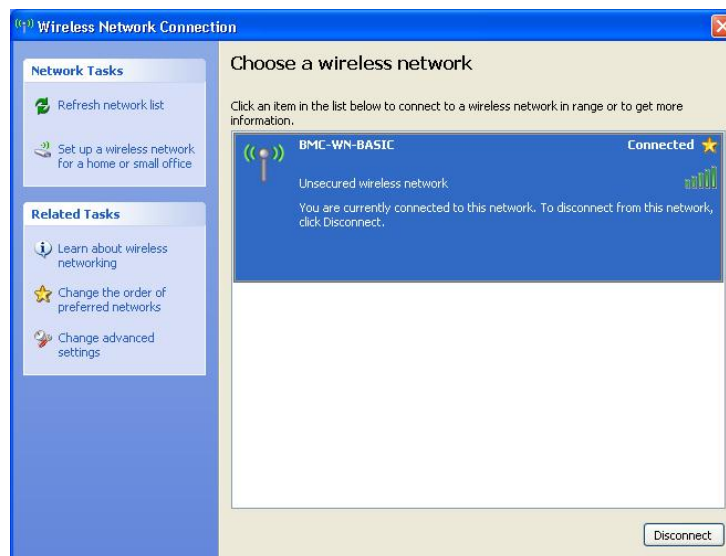 Wireless Network Connection
Network Tasks
Refresh network list
Set up a wireless network
for a home or small office
Related Tasks
Learn about wireless
networking
Change the order of
preferred networks
Change advanced
settings
Choose a wireless network
Click an item in the list below to connect to a wireless network in range or to get more
information.
BMC-WN-BASIC
Connected
Unsecured wireless network
You are currently connected to this network. To disconnect from this network,
click Disconnect.
Disconnect